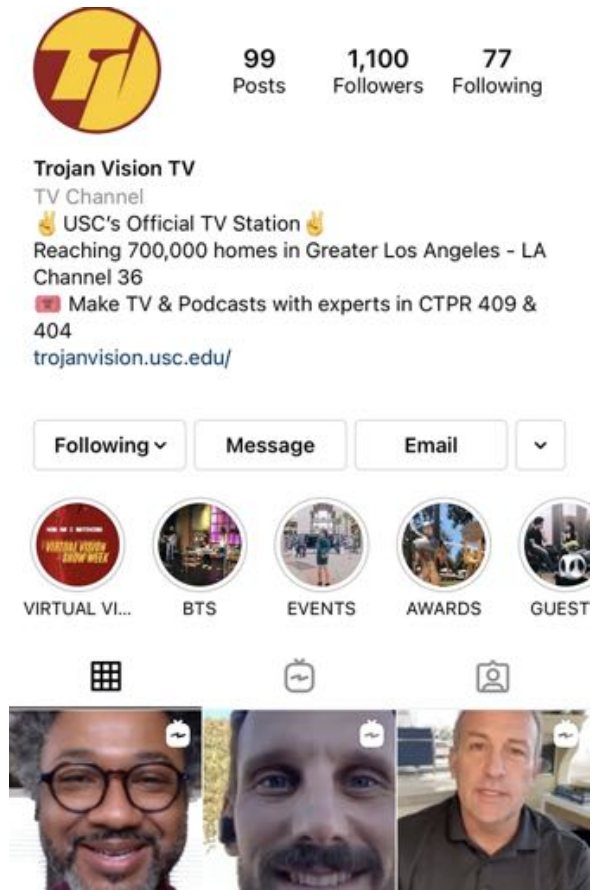 TV
99 1,100 77
Posts Followers Following
Trojan Vision TV
TV Channel
✌️ USC's Official TV Station ✌️
Reaching 700,000 homes in Greater Los Angeles - LA
Channel 36
🎟️ Make TV & Podcasts with experts in CTPR 409 &
404
trojanvision.usc.edu/
Following Message Email
VIRTUAL VISION
SHOW WEEK
VIRTUAL VI... BTS EVENTS AWARDS GUEST